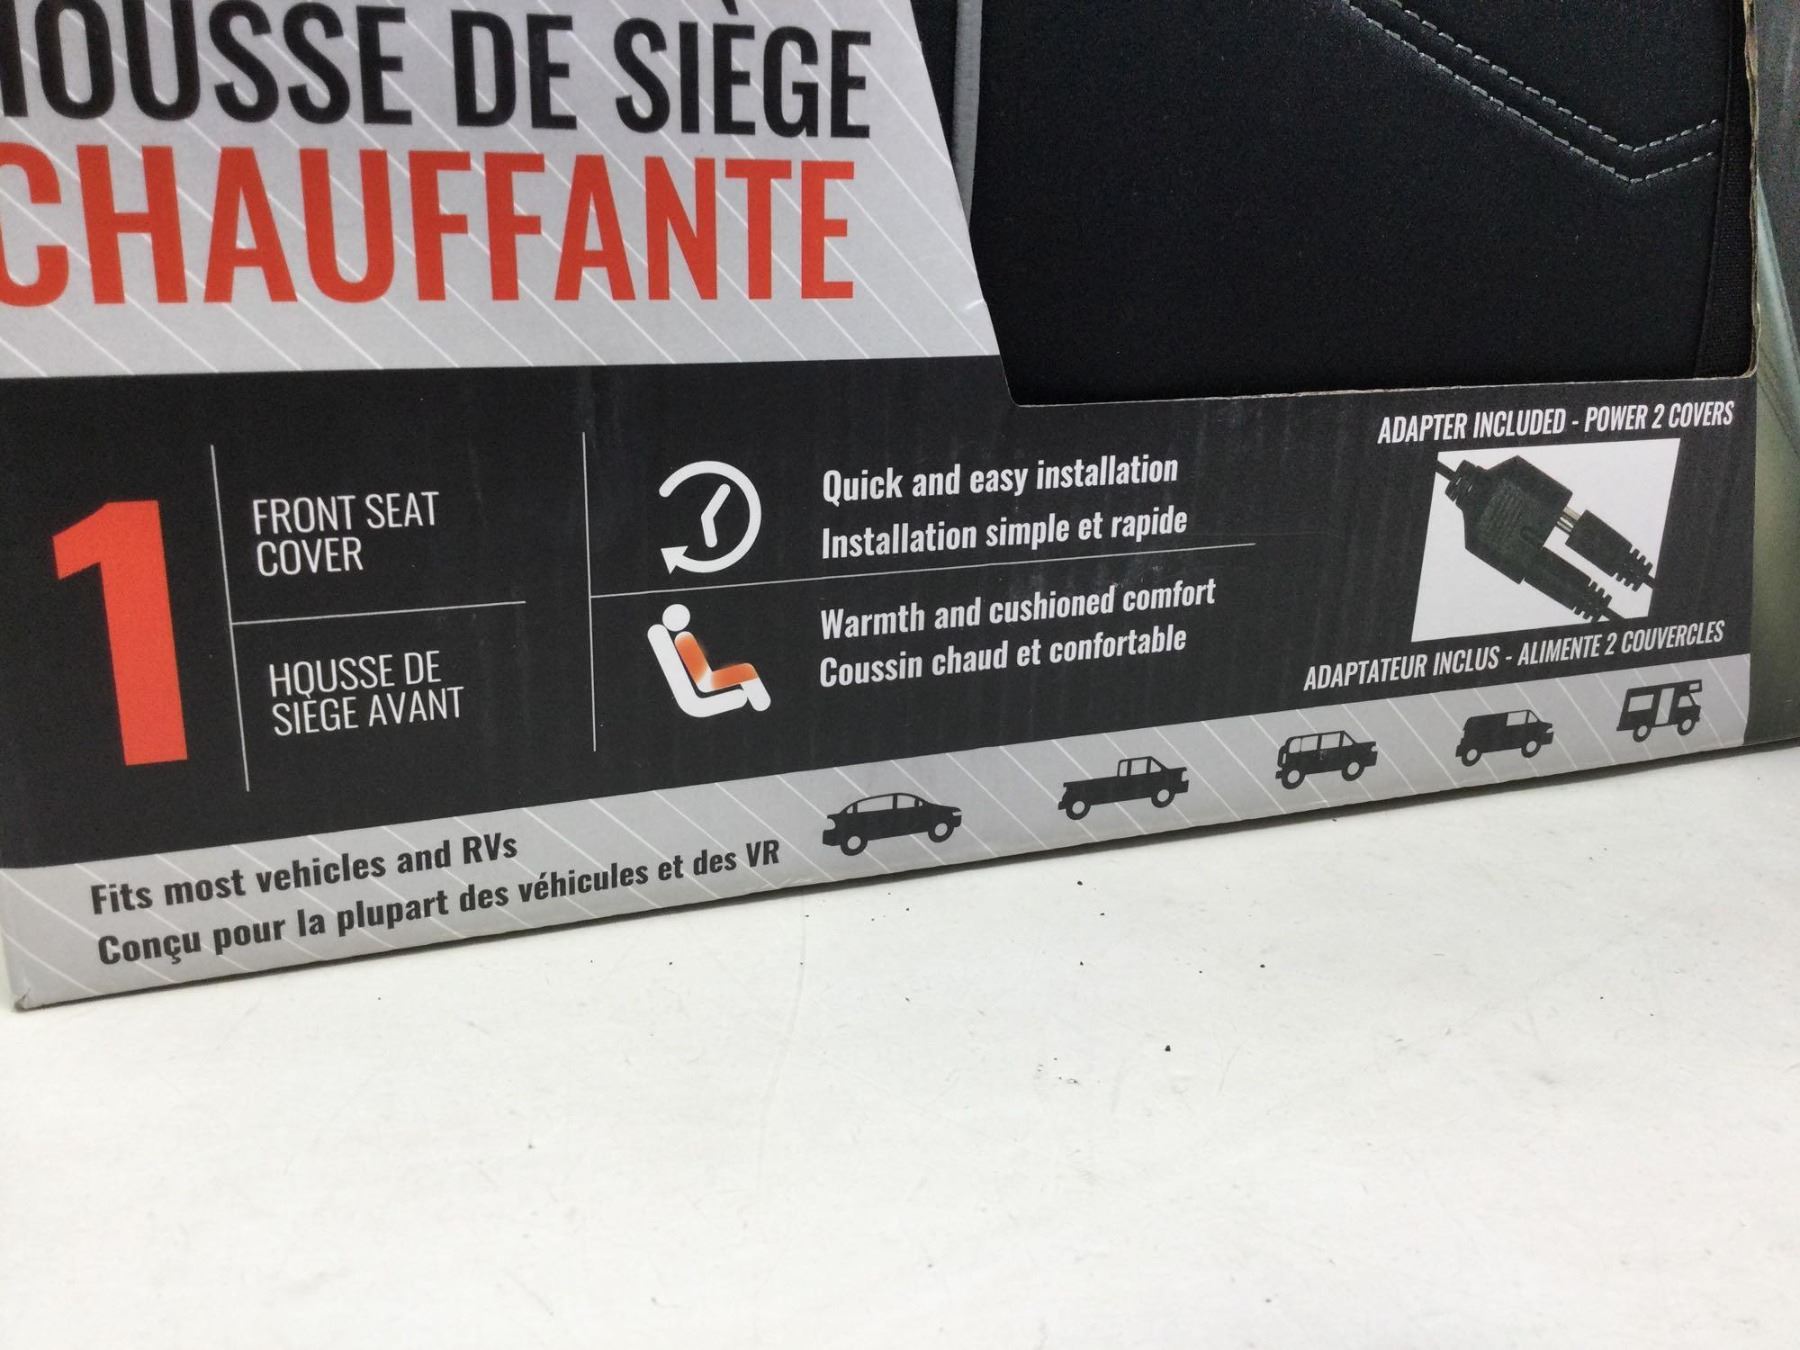 HOUSSE DE SIÈGE
CHAUFFANTE
1
FRONT SEAT
COVER
HOUSSE DE
SIÈGE AVANT
Quick and easy installation
Installation simple et rapide
Warmth and cushioned comfort
Coussin chaud et confortable
ADAPTER INCLUDED - POWER 2 COVERS
ADAPTATEUR INCLUS - ALIMENTE 2 COUVERCLES
Fits most vehicles and RVs
Conçu pour la plupart des véhicules et des VR